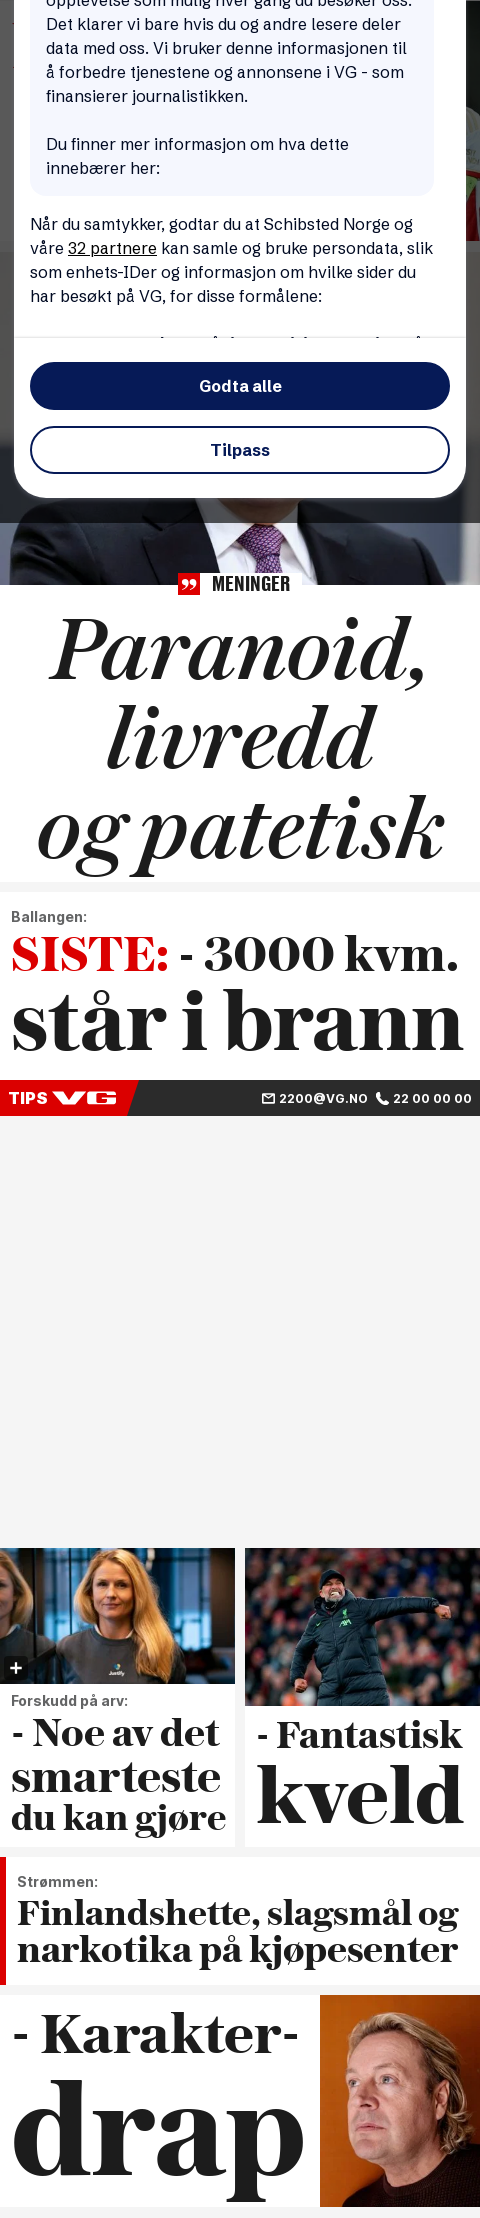 opplevelse som mulig hver gang du besøker oss.
Det klarer vi bare hvis du og andre lesere deler
data med oss. Vi bruker denne informasjonen til
å forbedre tjenestene og annonsene i VG - som
finansierer journalistikken.
Du finner mer informasjon om hva dette
innebærer her:
Når du samtykker, godtar du at Schibsted Norge og
våre 32 partnere kan samle og bruke persondata, slik
som enhets-IDer og informasjon om hvilke sider du
har besøkt på VG, for disse formålene:
Godta alle
Tilpass
MENINGER
Paranoid,
livredd
og patetisk
Ballangen:
SISTE: - 3000 kvm.
står i brann
TIPS VG 2200@VG.NO 22 00 00 00
Justify
Forskudd på arv:
- Noe av det
smarteste
du kan gjøre
- Fantastisk
kveld
Strømmen:
Finlandshette, slagsmål og
narkotika på kjøpesenter
- Karakter-
drap